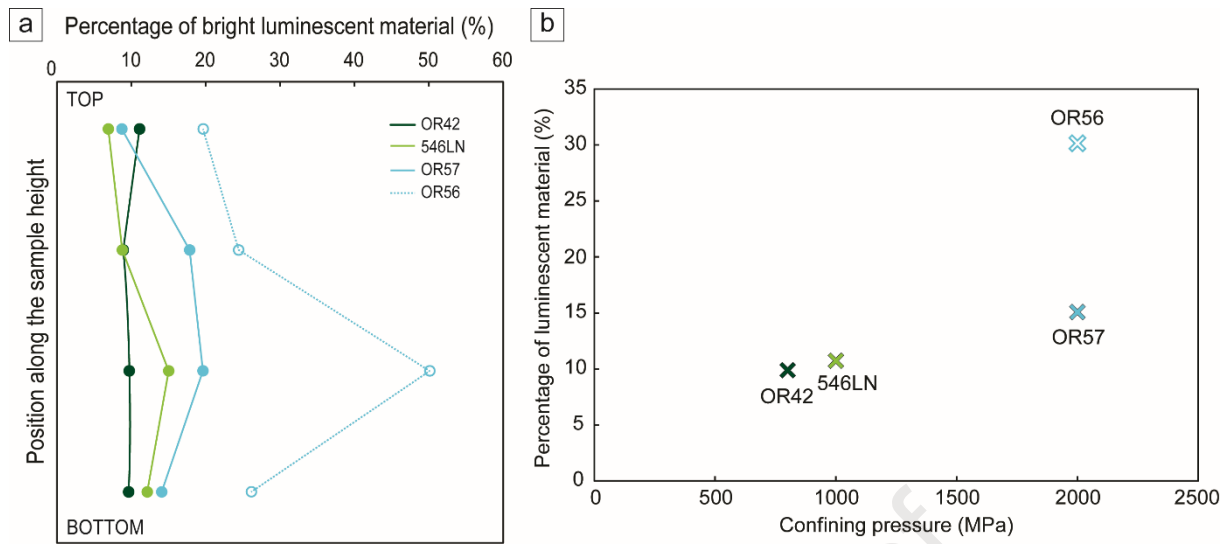 a
Percentage of bright luminescent material (%)
0 10 20 30 40 50 60
TOP
OR42
546LN
OR57
OR56
Position along the sample height
BOTTOM
b
35
30
25
20
15
10
5
0
Percentage of luminescent material (%)
OR56
OR57
OR42
546LN
0 500 1000 1500 2000 2500
Confining pressure (MPa)